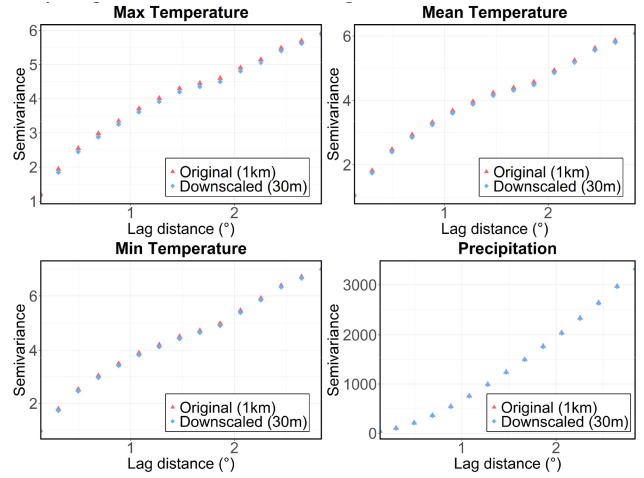 Max Temperature
Mean Temperature
Semivariance
6
5
4
3
2
1
Original (1km)
Downscaled (30m)
1
2
Lag distance (°)
Semivariance
6
4
2
Original (1km)
Downscaled (30m)
1
2
Lag distance (°)
Min Temperature
Precipitation
Semivariance
6
4
2
Original (1km)
Downscaled (30m)
1
2
Lag distance (°)
Semivariance
3000
2000
1000
0
Original (1km)
Downscaled (30m)
1
2
Lag distance (°)